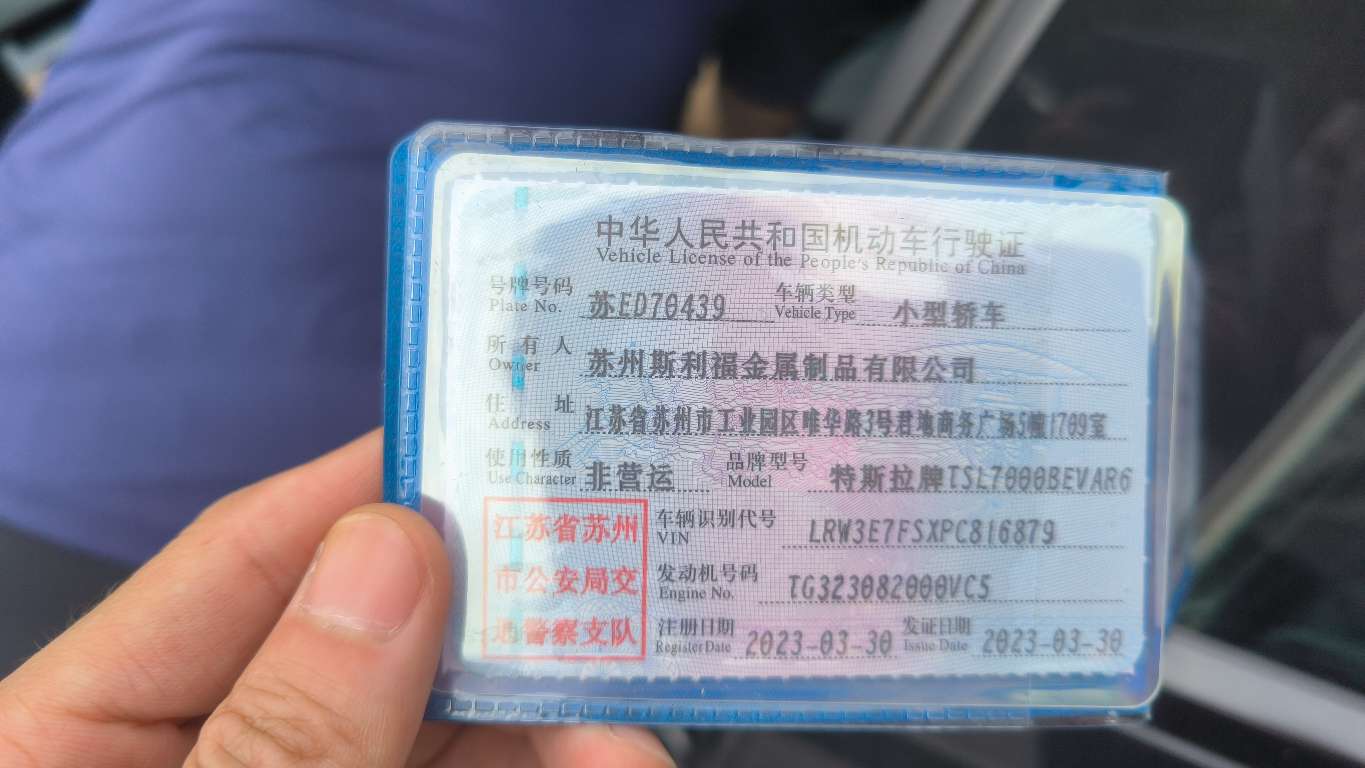 中华人民共和国机动车行驶证
Vehicle License of the People's Republic of China
号牌号码 苏ED70439 车辆类型 小型轿车
Plate No. Vehicle Type
所有人 苏州斯利福金属制品有限公司
Owner
住址 江苏省苏州市工业园区唯华路3号君地商务广场5幢1709室
Address
使用性质 非营运 品牌型号 特斯拉牌TSL7000BEVAR6
Use Character Model
江苏省苏州 车辆识别代号 LRW3E7FSXPC816879
VIN
市公安局交 发动机号码 TG323082000VC5
Engine No.
通警察支队 注册日期 2023-03-30 发证日期 2023-03-30
Register Date Issue Date